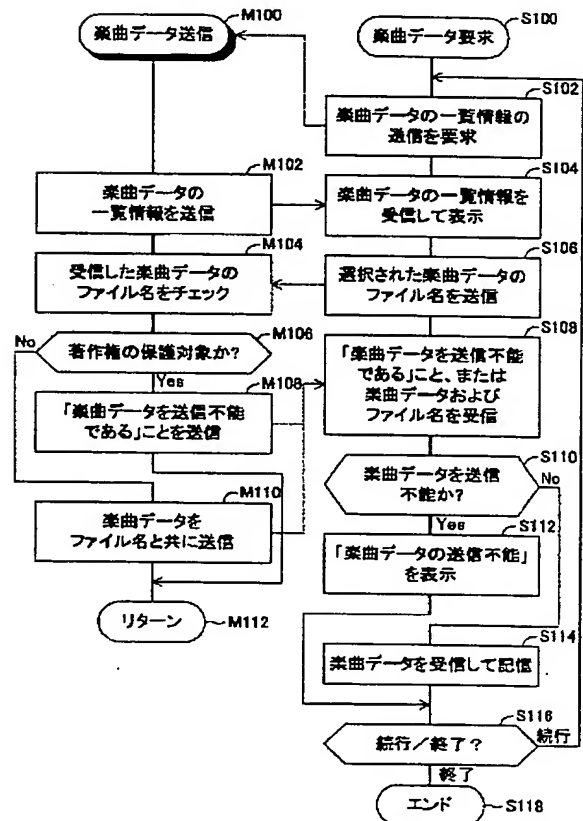 M100
楽曲データ送信
S100
楽曲データ要求
S102
楽曲データの一覧情報の
送信を要求
M102
楽曲データの
一覧情報を送信
S104
楽曲データの一覧情報を
受信して表示
M104
受信した楽曲データの
ファイル名をチェック
S106
選択された楽曲データの
ファイル名を送信
M106
No
著作権の保護対象か?
Yes
S108
「楽曲データを送信不能
である」こと、または
楽曲データおよび
ファイル名を受信
M108
「楽曲データを送信不能
である」ことを送信
S110
楽曲データを送信
不能か?
No
Yes
M110
楽曲データを
ファイル名と共に送信
S112
「楽曲データの送信不能」
を表示
リターン
M112
S114
楽曲データを受信して記信
S116
続行/終了?
続行
終了
エンド
S118